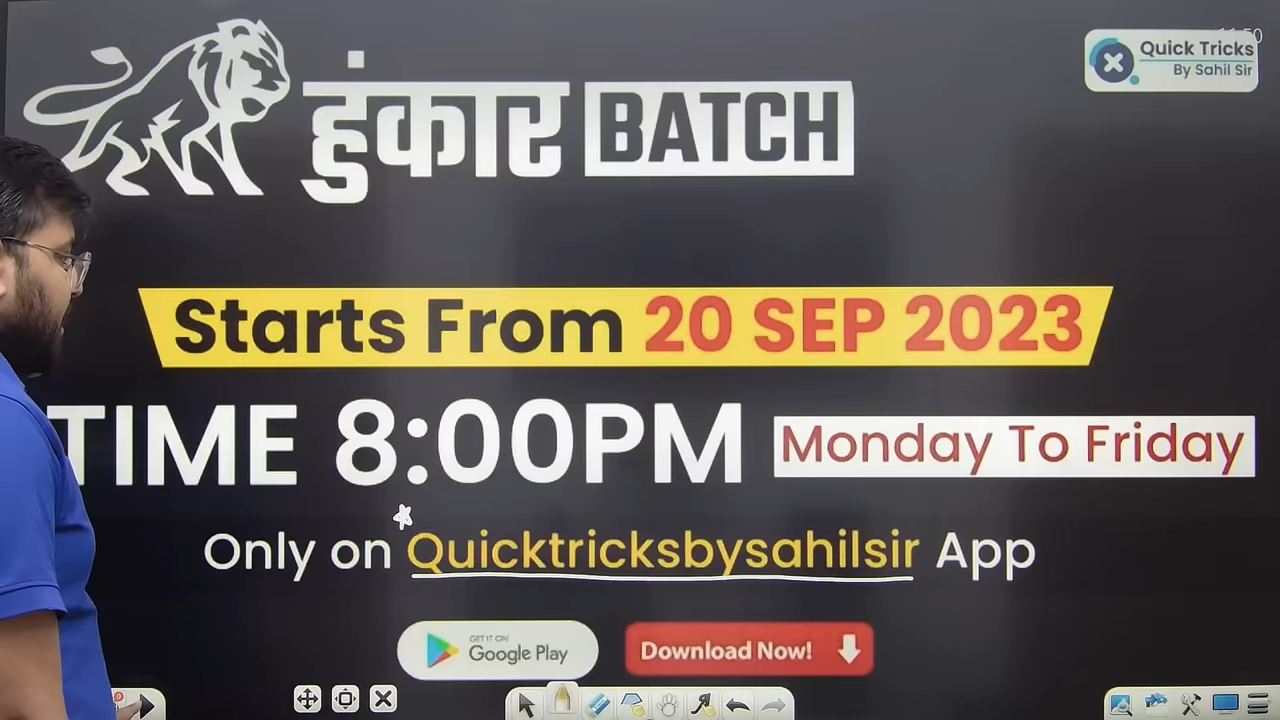 हुंकार BATCH
Quick Tricks
By Sahil Sir
Starts From 20 SEP 2023
TIME 8:00PM Monday To Friday
Only on Quicktricksbysahilsir App
GET IT ON
Google Play
Download Now!